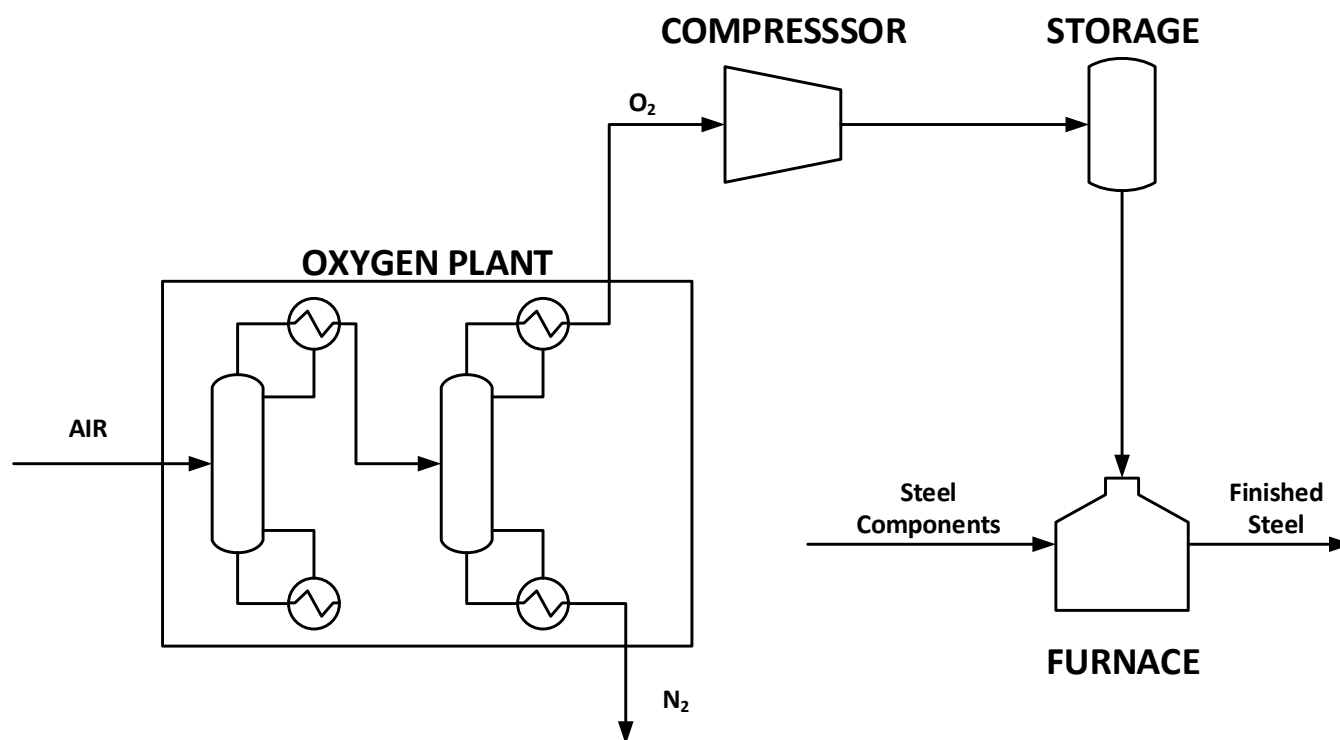 COMPRESSSOR
STORAGE
O₂
OXYGEN PLANT
AIR
Steel
Components
Finished
Steel
FURNACE
N₂